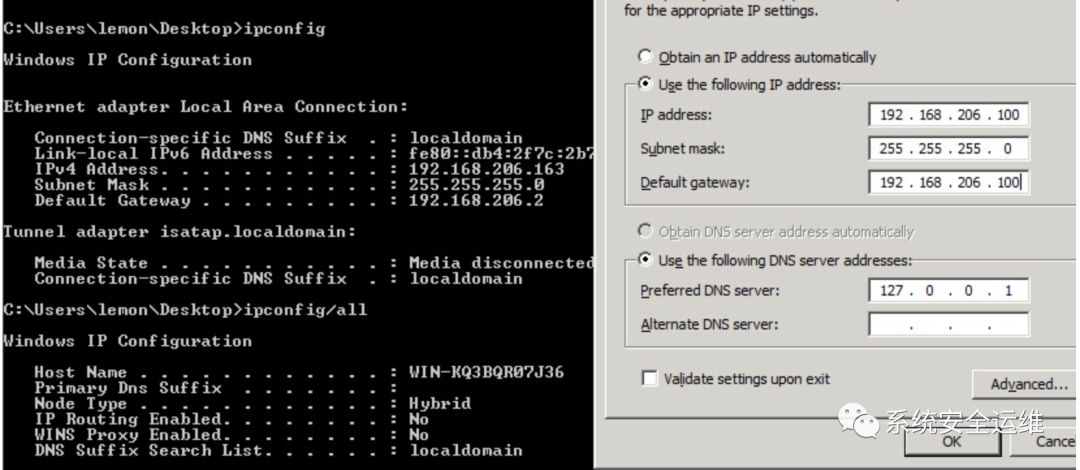 C:\Users\lemon\Desktop>ipconfig
Windows IP Configuration
Ethernet adapter Local Area Connection:
Connection-specific DNS Suffix . : localdomain
Link-local IPv6 Address . . . . . : fe80::db4:2f7c:2b7
IPv4 Address. . . . . . . . . . . : 192.168.206.163
Subnet Mask . . . . . . . . . . . : 255.255.255.0
Default Gateway . . . . . . . . . : 192.168.206.2
Tunnel adapter isatap.localdomain:
Media State . . . . . . . . . . . : Media disconnected
Connection-specific DNS Suffix . : localdomain
C:\Users\lemon\Desktop>ipconfig/all
Windows IP Configuration
Host Name . . . . . . . . . . . . : WIN-KQ3BQR07J36
Primary Dns Suffix . . . . . . . :
Node Type . . . . . . . . . . . . : Hybrid
IP Routing Enabled. . . . . . . . : No
WINS Proxy Enabled. . . . . . . . : No
DNS Suffix Search List. . . . . . : localdomain
for the appropriate IP settings.
Obtain an IP address automatically
Use the following IP address:
IP address: 192 . 168 . 206 . 100
Subnet mask: 255 . 255 . 255 . 0
Default gateway: 192 . 168 . 206 . 100
Obtain DNS server address automatically
Use the following DNS server addresses:
Preferred DNS server: 127 . 0 . 0 . 1
Alternate DNS server: . . .
Validate settings upon exit
Advanced...
系统安全运维
OK
Cance